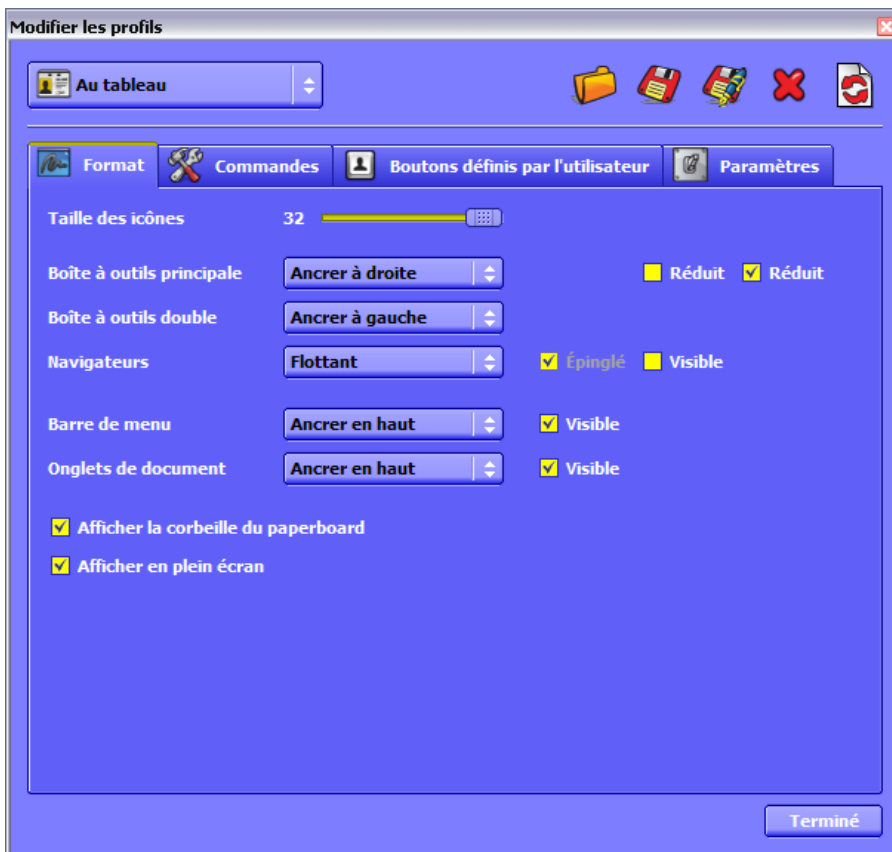 Modifier les profils
Au tableau
Format Commandes Boutons définis par l'utilisateur Paramètres
Taille des icônes 32
Boîte à outils principale Ancrer à droite Réduit Réduit
Boîte à outils double Ancrer à gauche
Navigateurs Flottant Épinglé Visible
Barre de menu Ancrer en haut Visible
Onglets de document Ancrer en haut Visible
Afficher la corbeille du paperboard
Afficher en plein écran
Terminé